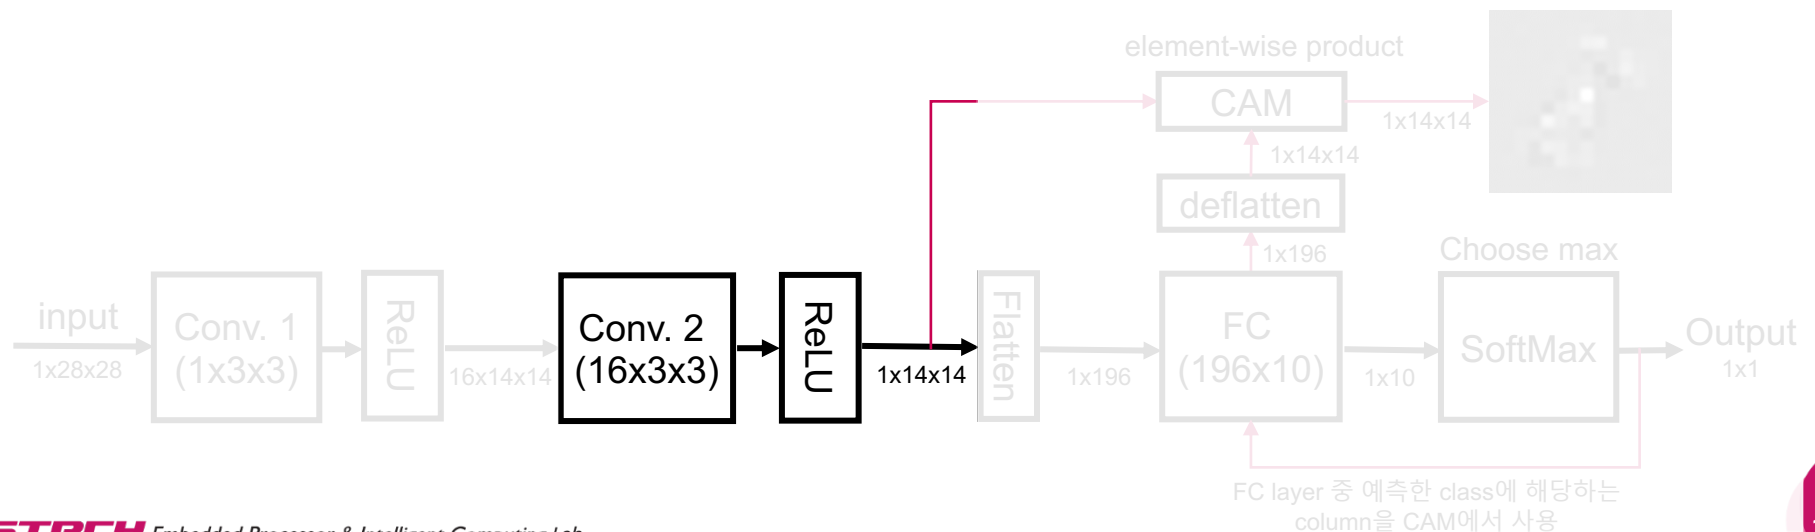 element-wise product
CAM
1x14x14
1x14x14
deflatten
1x196
Choose max
input
1x28x28
Conv. 1
(1x3x3)
ReLU
16x14x14
Conv. 2
(16x3x3)
ReLU
1x14x14
Flatten
1x196
FC
(196x10)
1x10
SoftMax
Output
1x1
FC layer 중 예측한 class에 해당하는
column을 CAM에서 사용
Embedded Processor & Intelligent Computing Lab